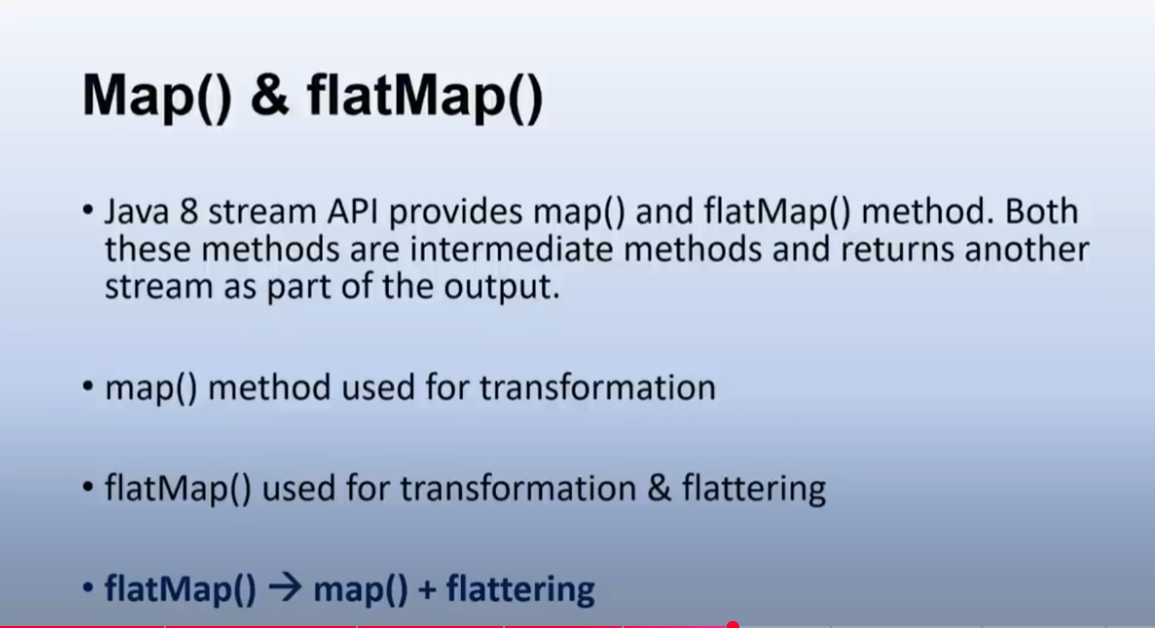 Map() & flatMap()
• Java 8 stream API provides map() and flatMap() method. Both
these methods are intermediate methods and returns another
stream as part of the output.
• map() method used for transformation
• flatMap() used for transformation & flattering
• flatMap() → map() + flattering